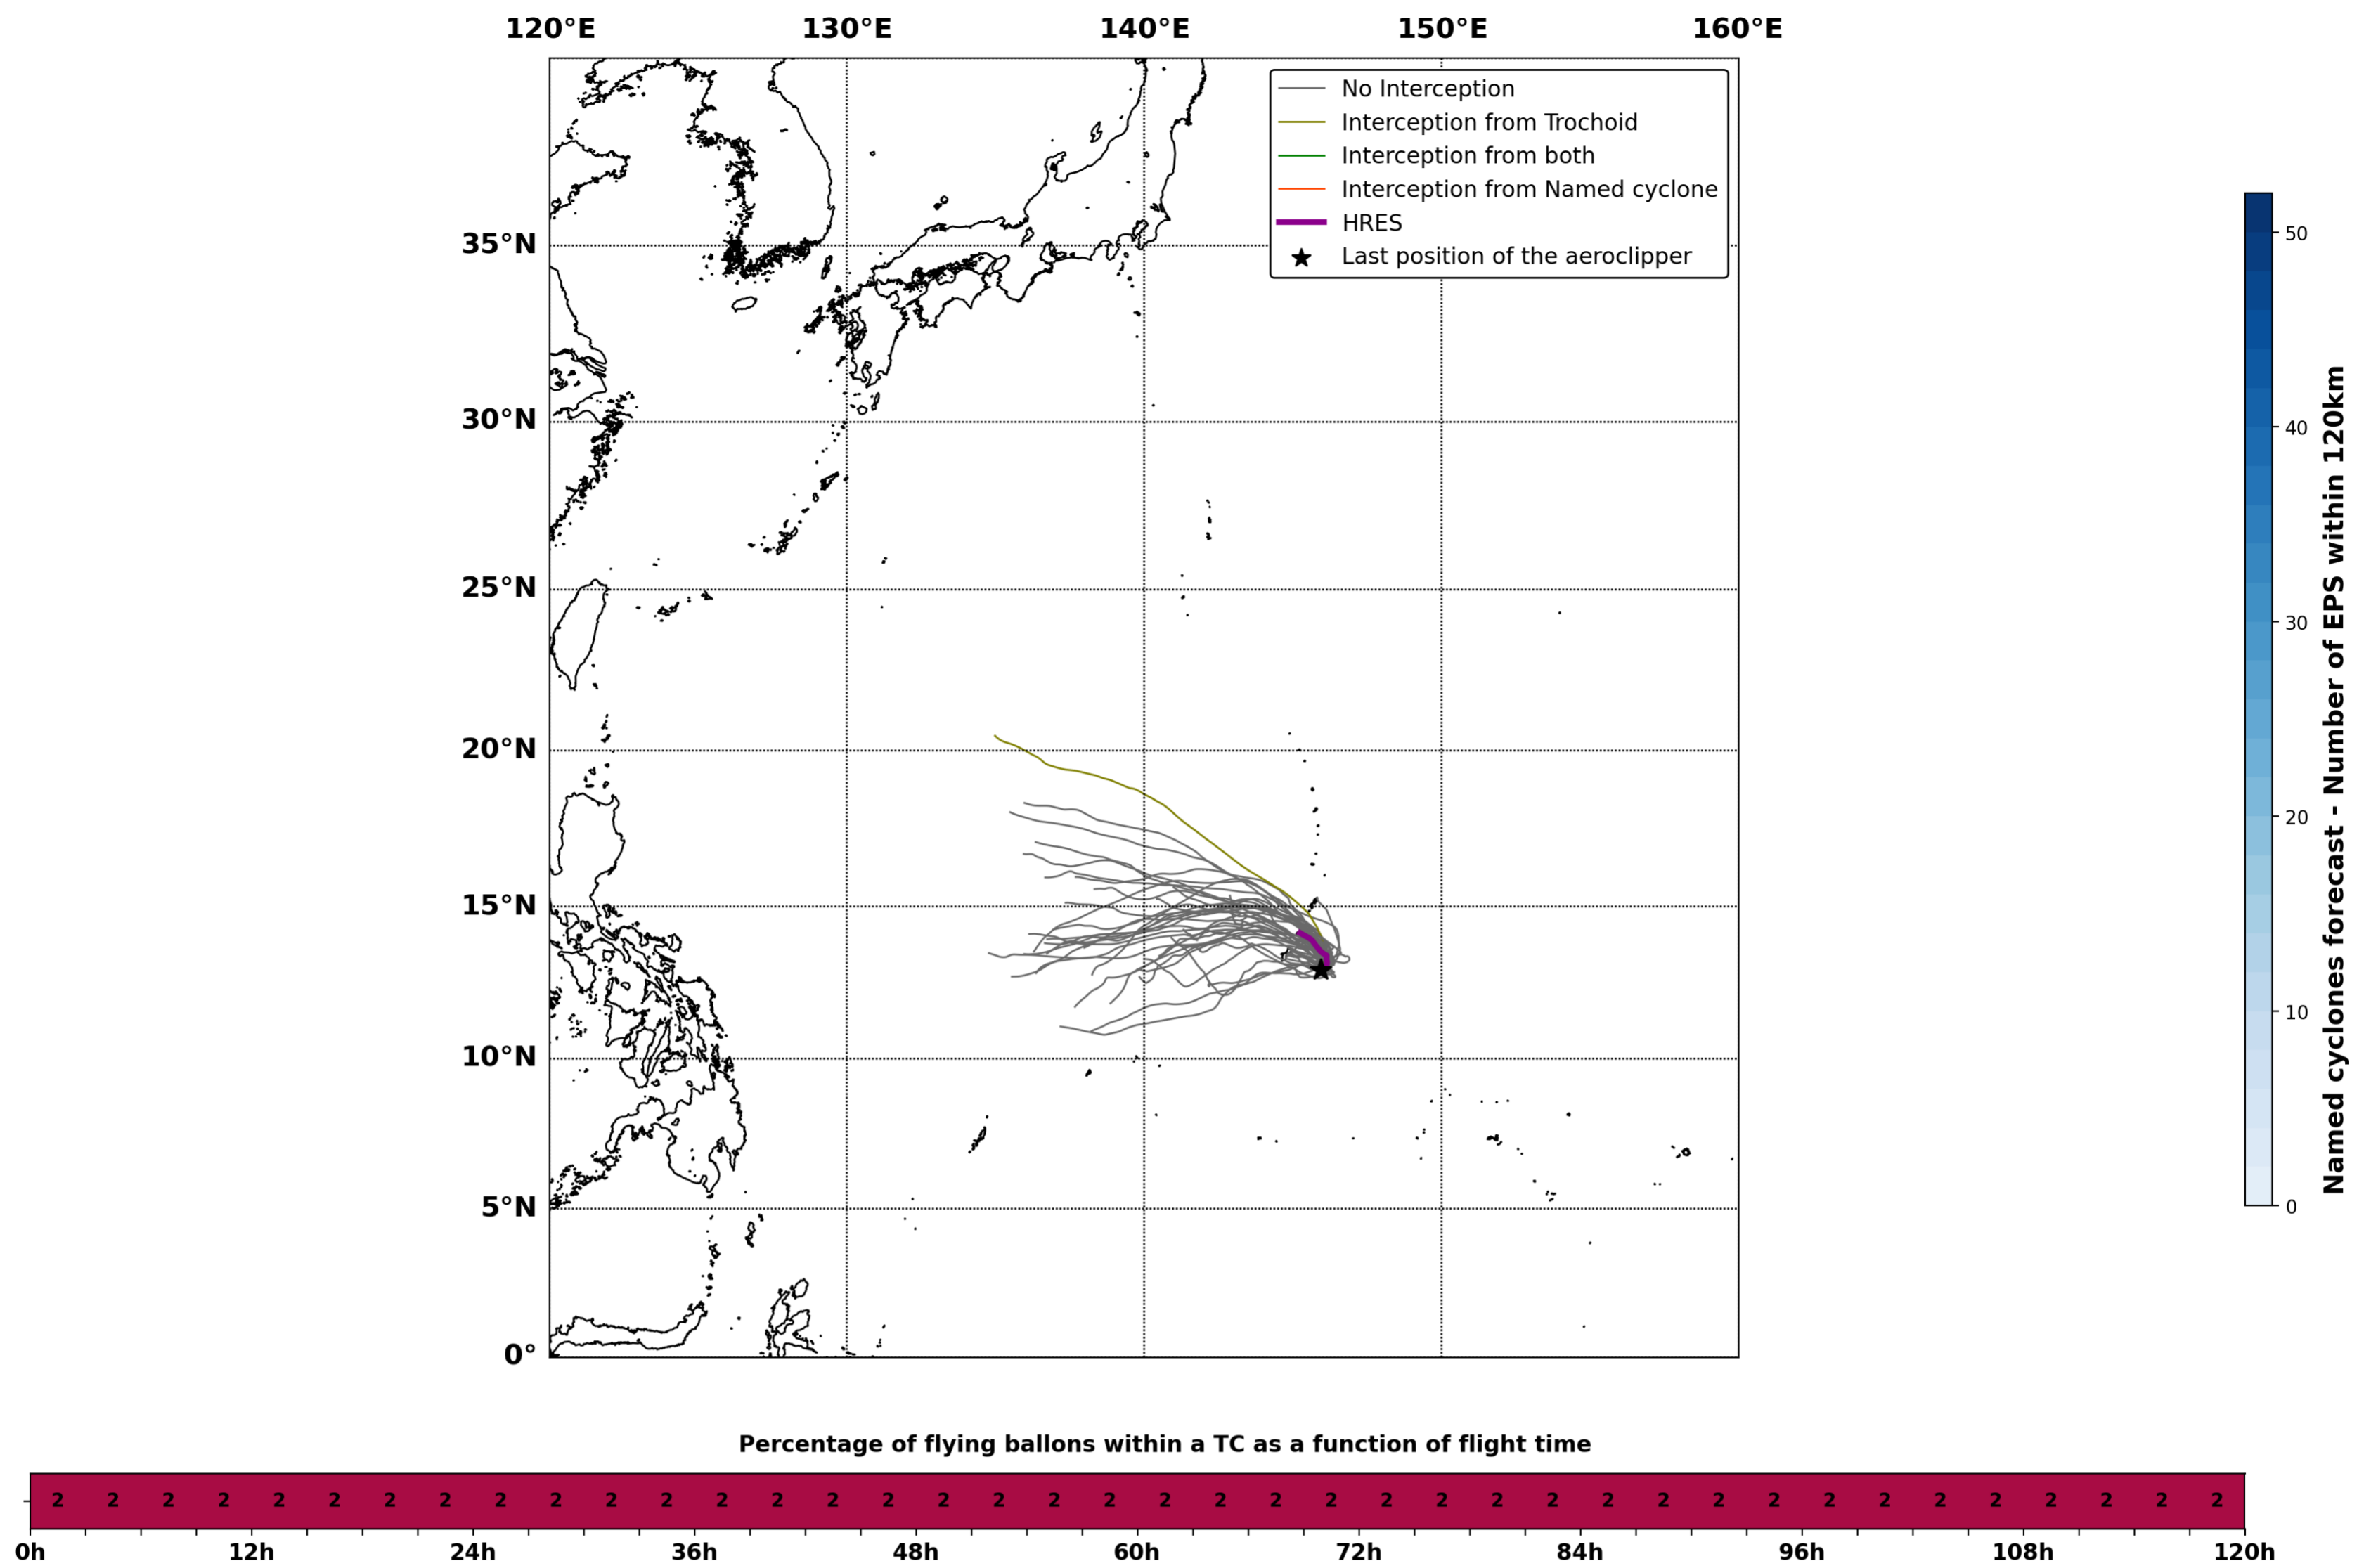 120°E 130°E 140°E 150°E 160°E
No Interception
Interception from Trochoid
Interception from both
Interception from Named cyclone
HRES
Last position of the aeroclipper
35°N
30°N
25°N
20°N
15°N
10°N
5°N
0°
50
40
30
20
10
0
Named cyclones forecast - Number of EPS within 120km
Percentage of flying ballons within a TC as a function of flight time
2 2 2 2 2 2 2 2 2 2 2 2 2 2 2 2 2 2 2 2 2 2 2 2 2 2 2 2 2 2 2 2 2 2 2 2 2 2 2 2
0h 12h 24h 36h 48h 60h 72h 84h 96h 108h 120h